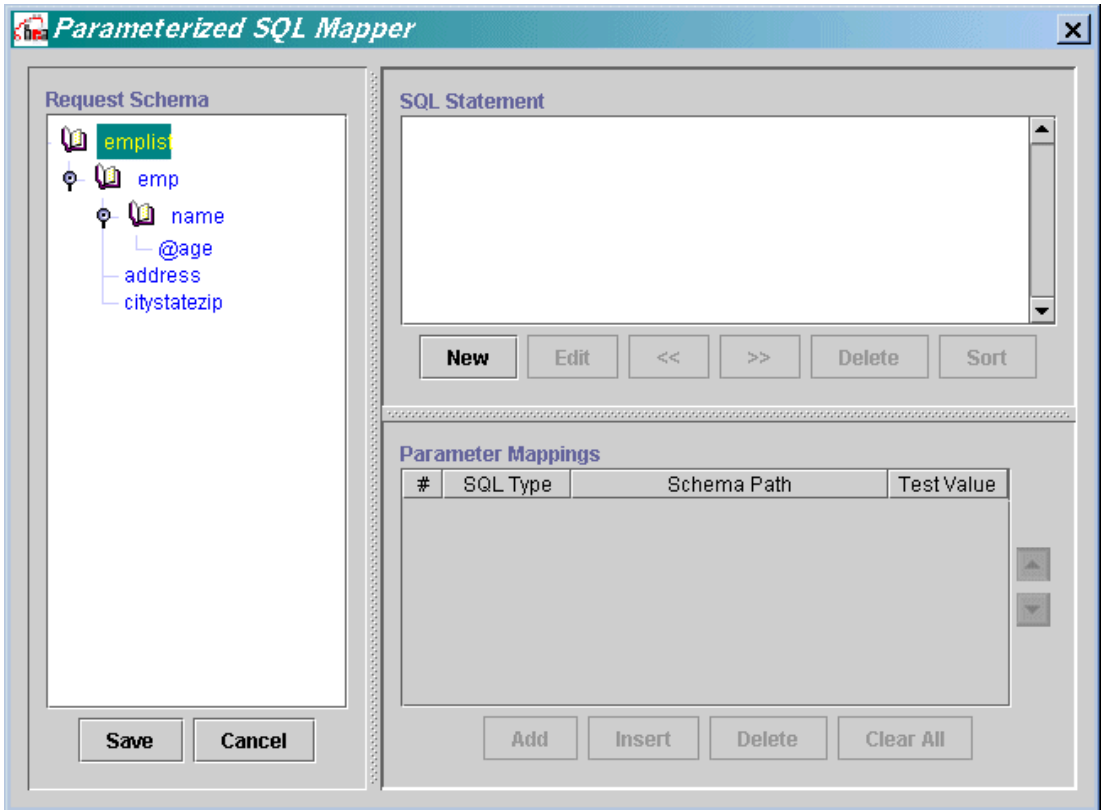 Parameterized SQL Mapper
Request Schema
emplist
emp
name
@age
address
citystatezip
Save Cancel
SQL Statement
New Edit << >> Delete Sort
Parameter Mappings
# SQL Type Schema Path Test Value
Add Insert Delete Clear All